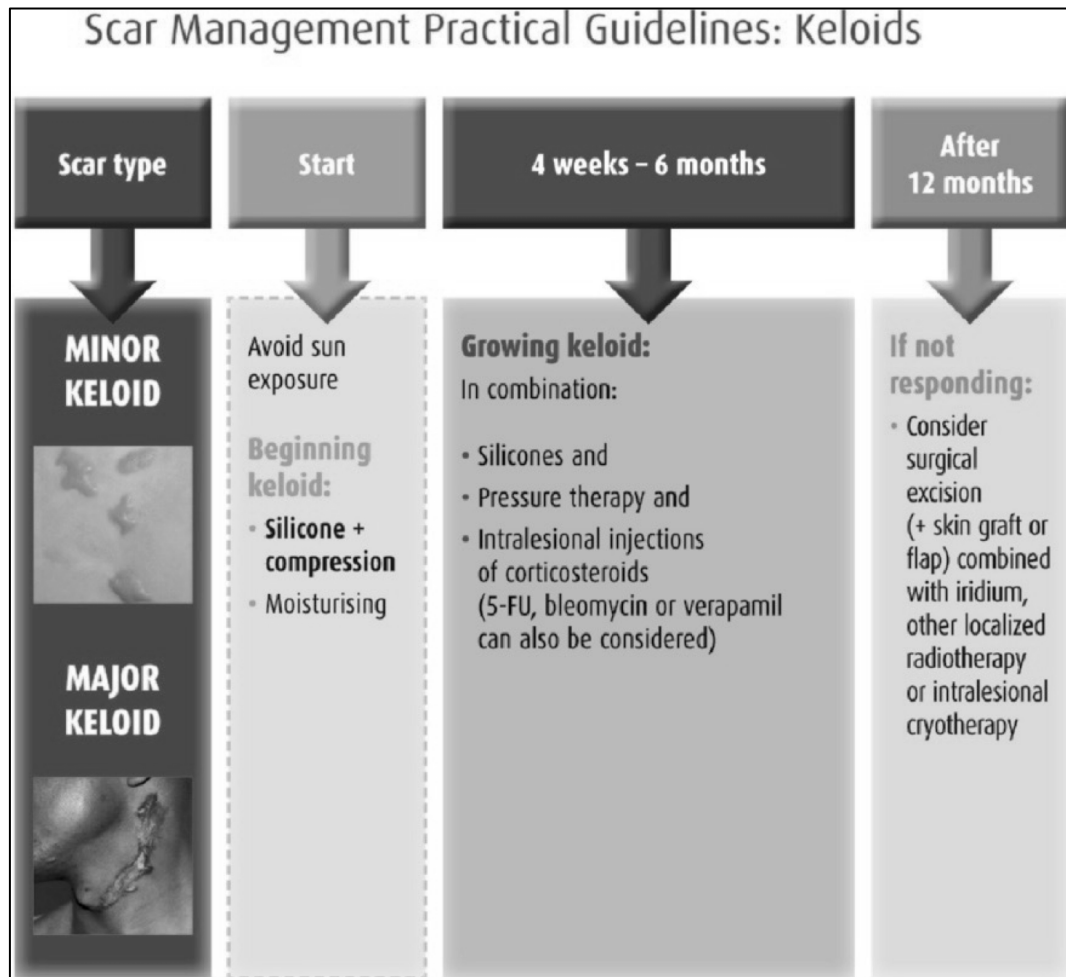 Scar Management Practical Guidelines: Keloids
Scar type
Start
4 weeks – 6 months
After
12 months
MINOR
KELOID
MAJOR
KELOID
Avoid sun
exposure
Beginning
keloid:
• Silicone +
compression
• Moisturising
Growing keloid:
In combination:
• Silicones and
• Pressure therapy and
• Intralesional injections
of corticosteroids
(5-FU, bleomycin or verapamil
can also be considered)
If not
responding:
• Consider
surgical
excision
(+ skin graft or
flap) combined
with iridium,
other localized
radiotherapy
or intralesional
cryotherapy